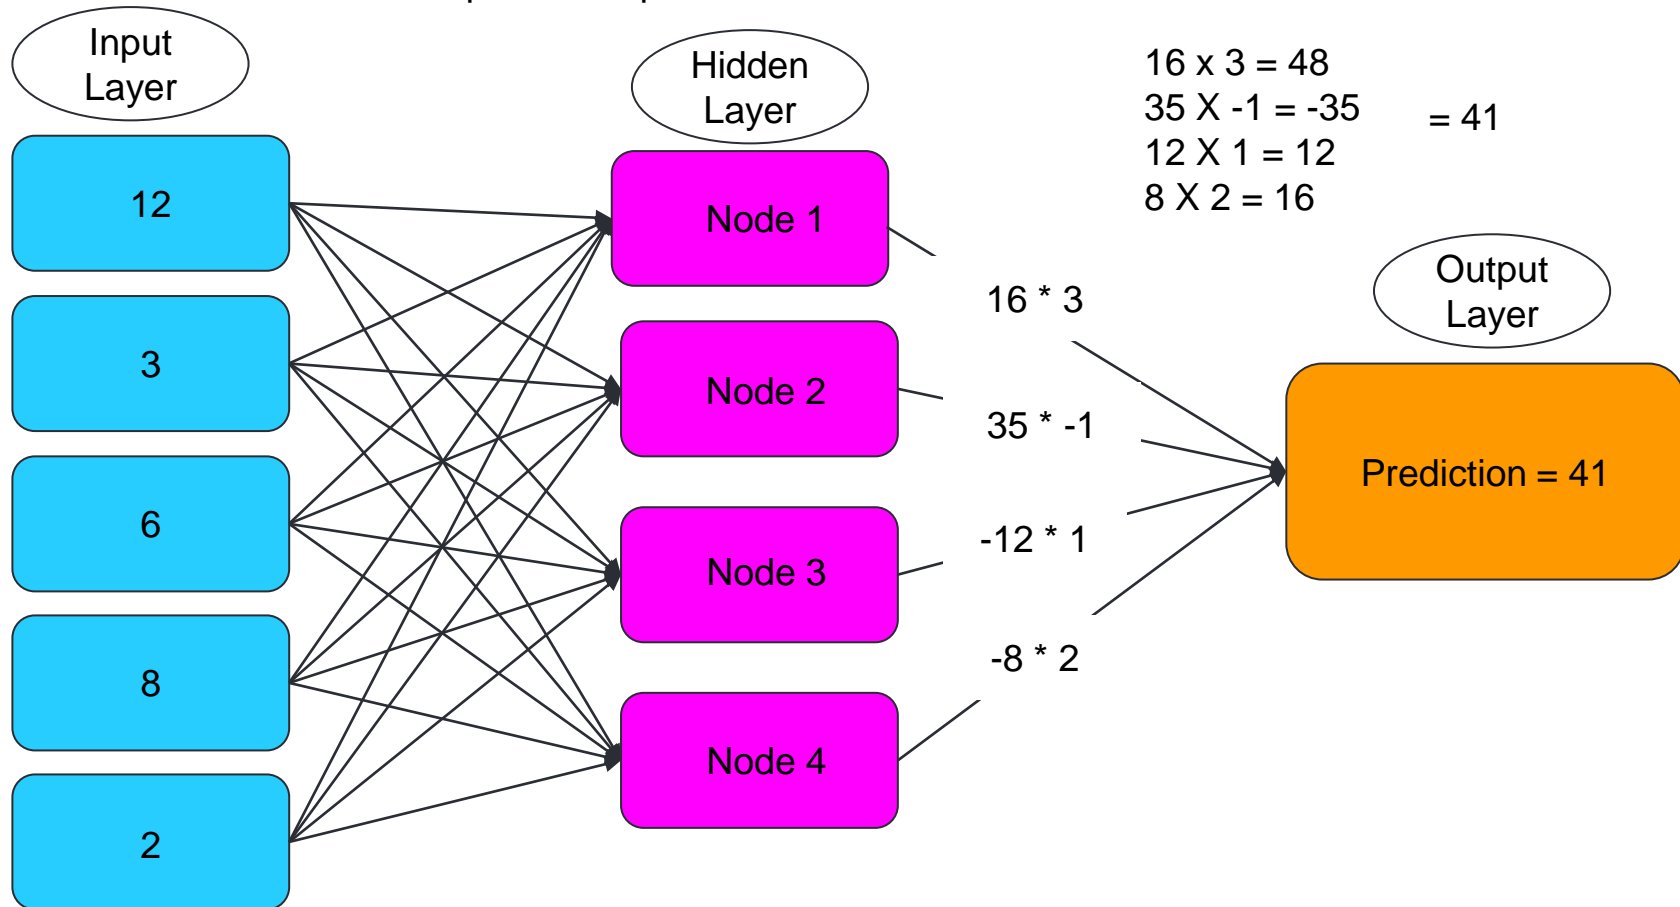 Input
Layer
Hidden
Layer
16 x 3 = 48
35 X -1 = -35
= 41
12 X 1 = 12
8 X 2 = 16
12
3
6
8
2
Node 1
Node 2
Node 3
Node 4
16 * 3
35 * -1
-12 * 1
-8 * 2
Output
Layer
Prediction = 41